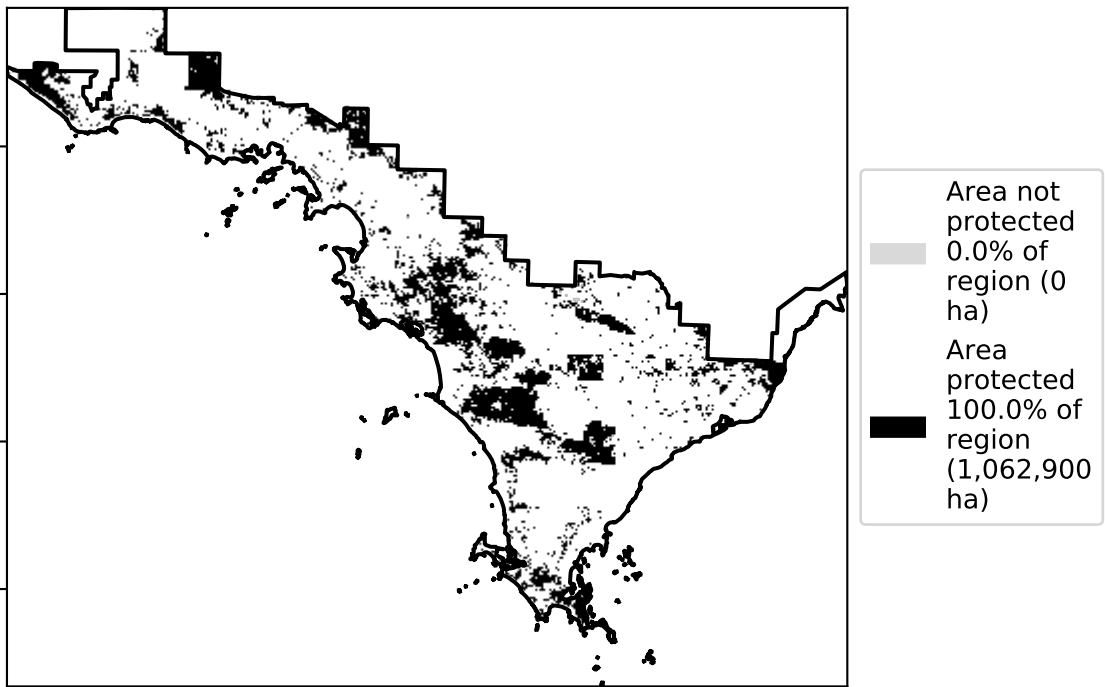 Area not
protected
0.0% of
region (0
ha)
Area
protected
100.0% of
region
(1,062,900
ha)